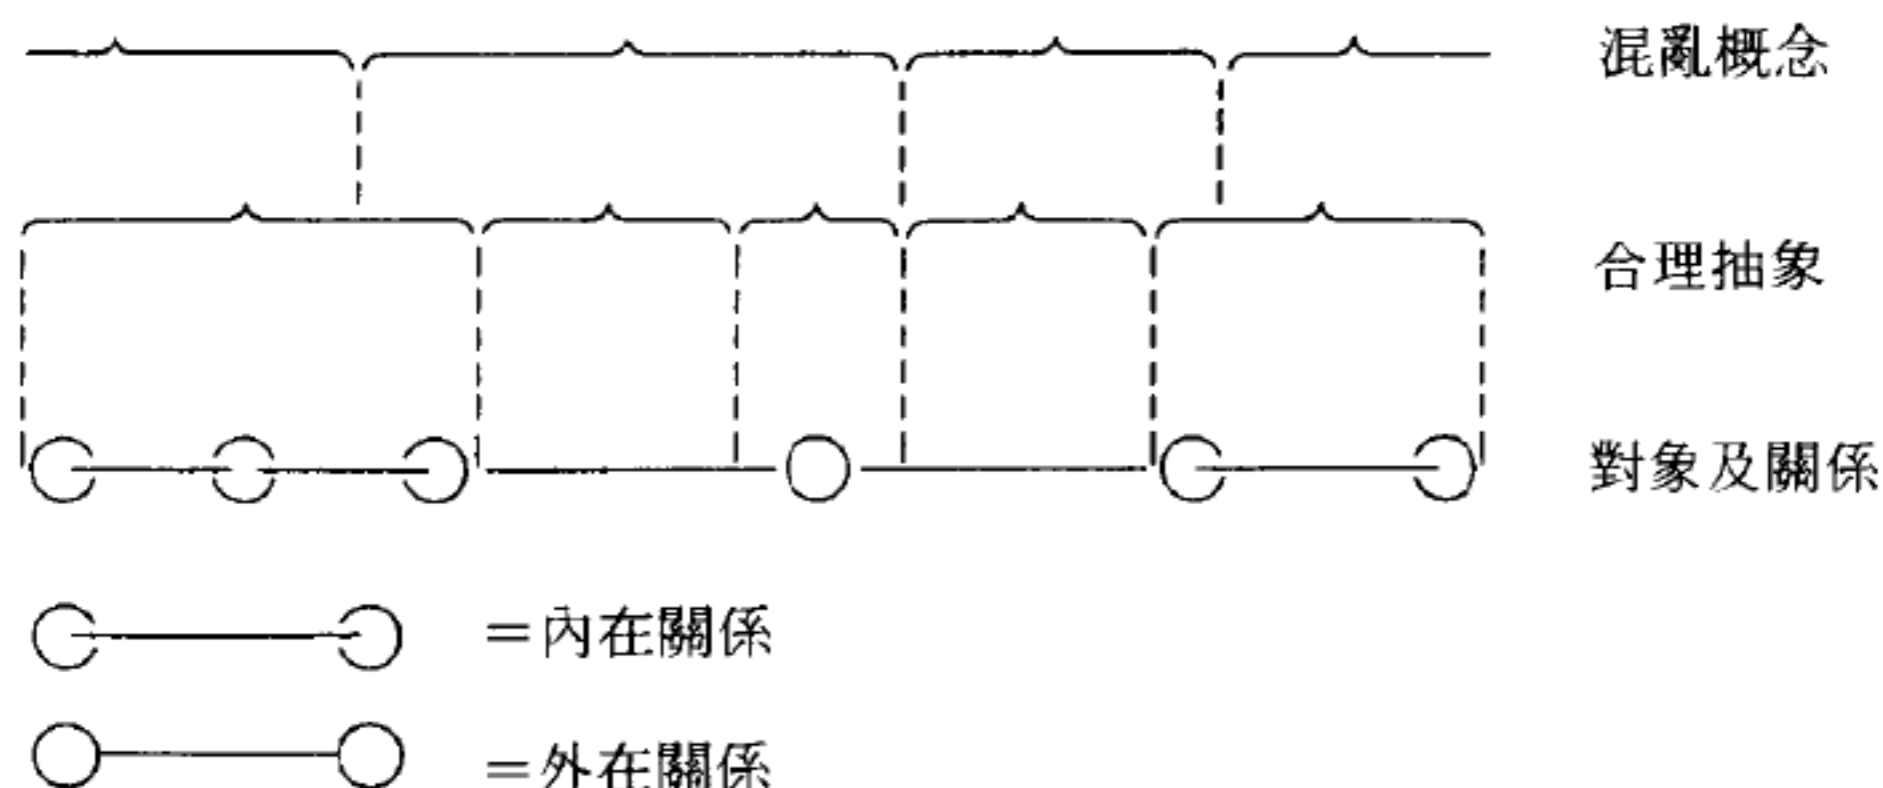 混亂概念
合理抽象
對象及關係
=內在關係
=外在關係